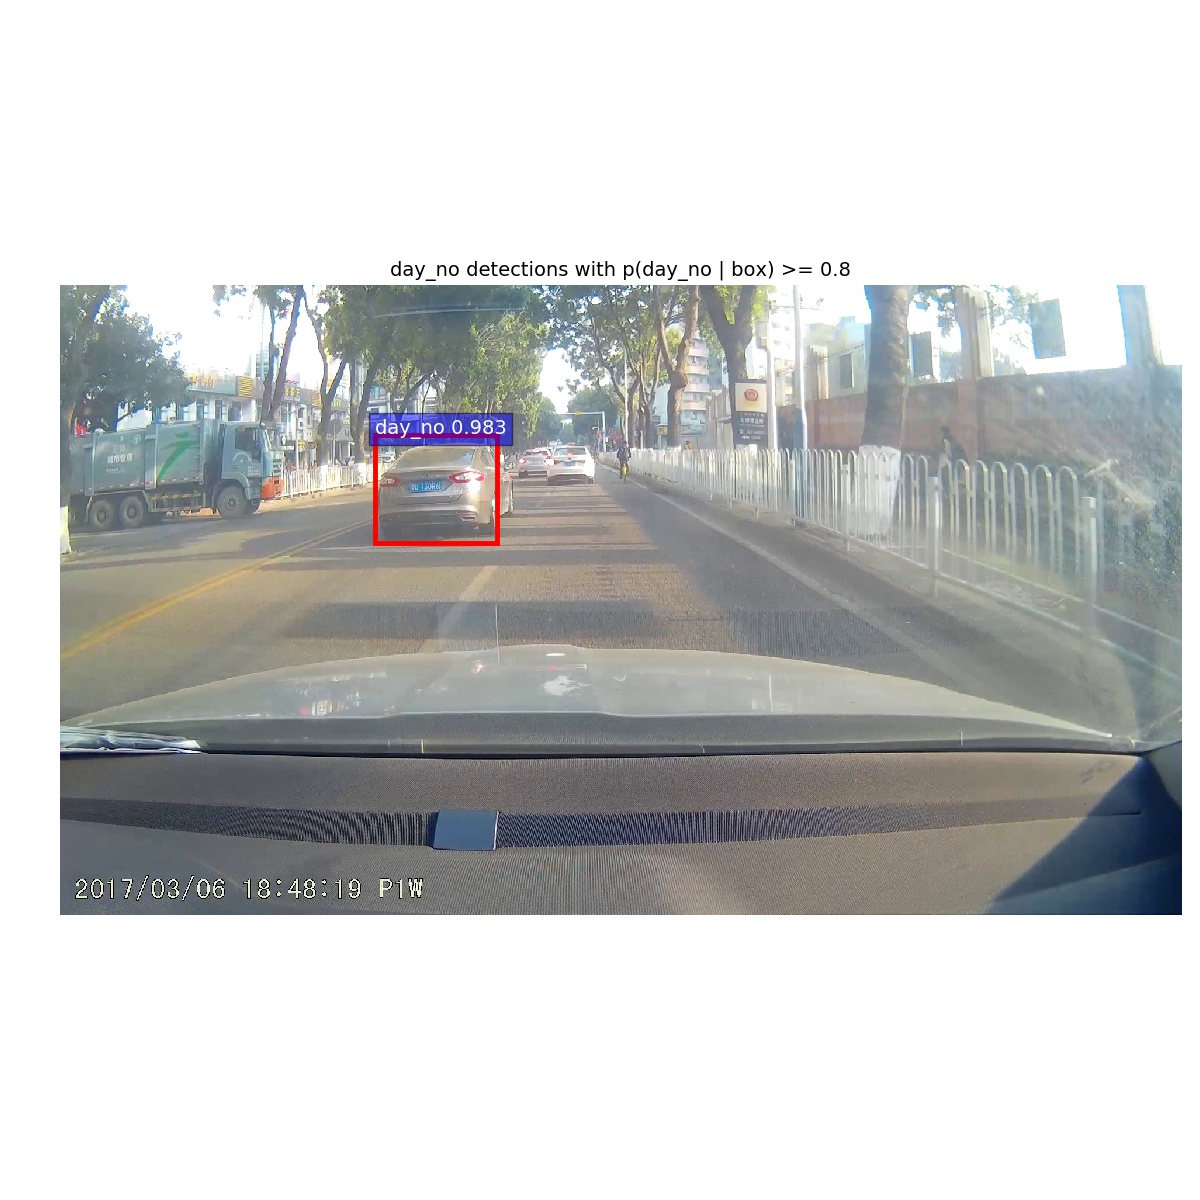 day_no detections with p(day_no | box) >= 0.8
day_no 0.983
2017/03/06 18:48:19 P1W